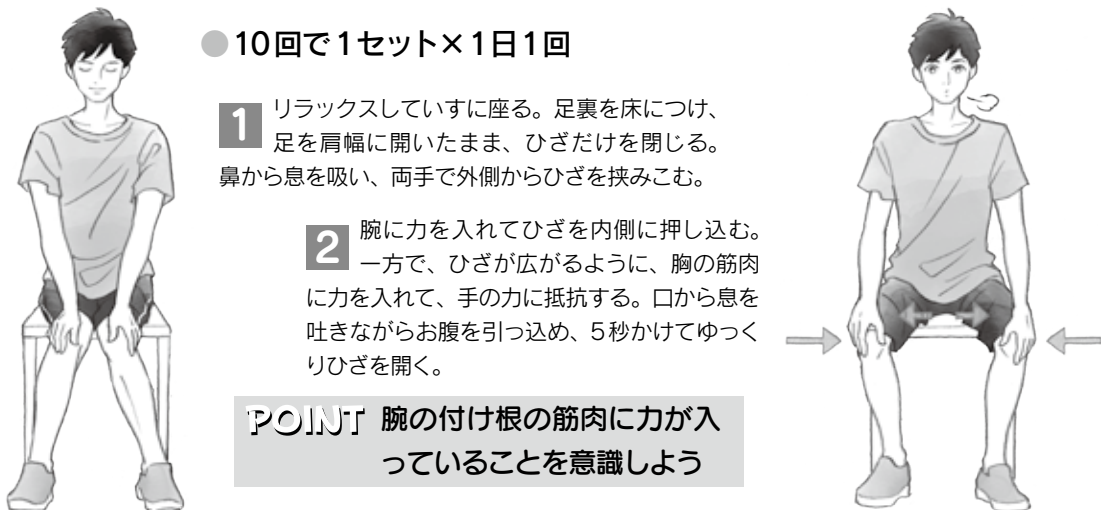 ●10回で1セット×1日1回
1 リラックスしていすに座る。足裏を床につけ、
足を肩幅に開いたまま、ひざだけを閉じる。
鼻から息を吸い、両手で外側からひざを挟みこむ。
2 腕に力を入れてひざを内側に押し込む。
一方で、ひざが広がるように、胸の筋肉
に力を入れて、手の力に抵抗する。口から息を
吐きながらお腹を引っ込め、5秒かけてゆっく
りひざを開く。
POINT 腕の付け根の筋肉に力が入
っていることを意識しよう